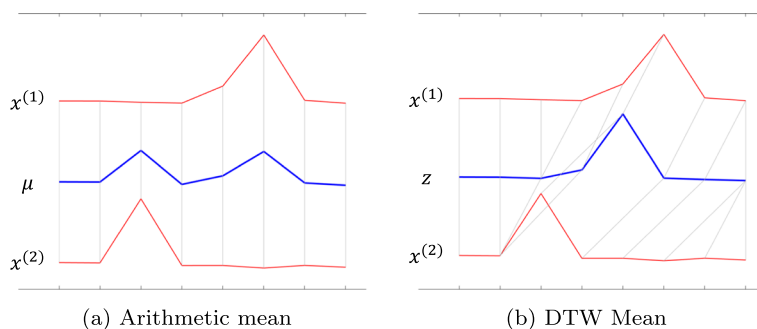 x⁽¹⁾
μ
x⁽²⁾
(a) Arithmetic mean
x⁽¹⁾
z
x⁽²⁾
(b) DTW Mean